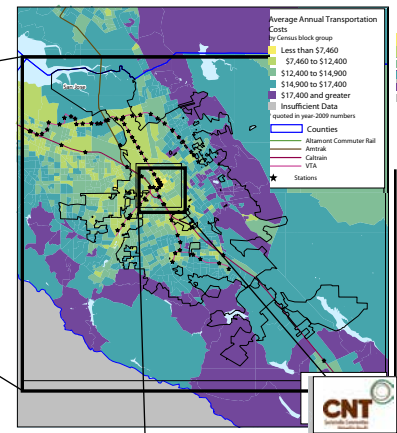 Average Annual Transportation
Costs
by Census block group
Less than $7,460
$7,460 to $12,400
$12,400 to $14,900
$14,900 to $17,400
$17,400 and greater
Insufficient Data
quoted in year-2009 numbers
Counties
Altamont Commuter Rail
Amtrak
Caltrain
VTA
Stations
San Jose
CNT